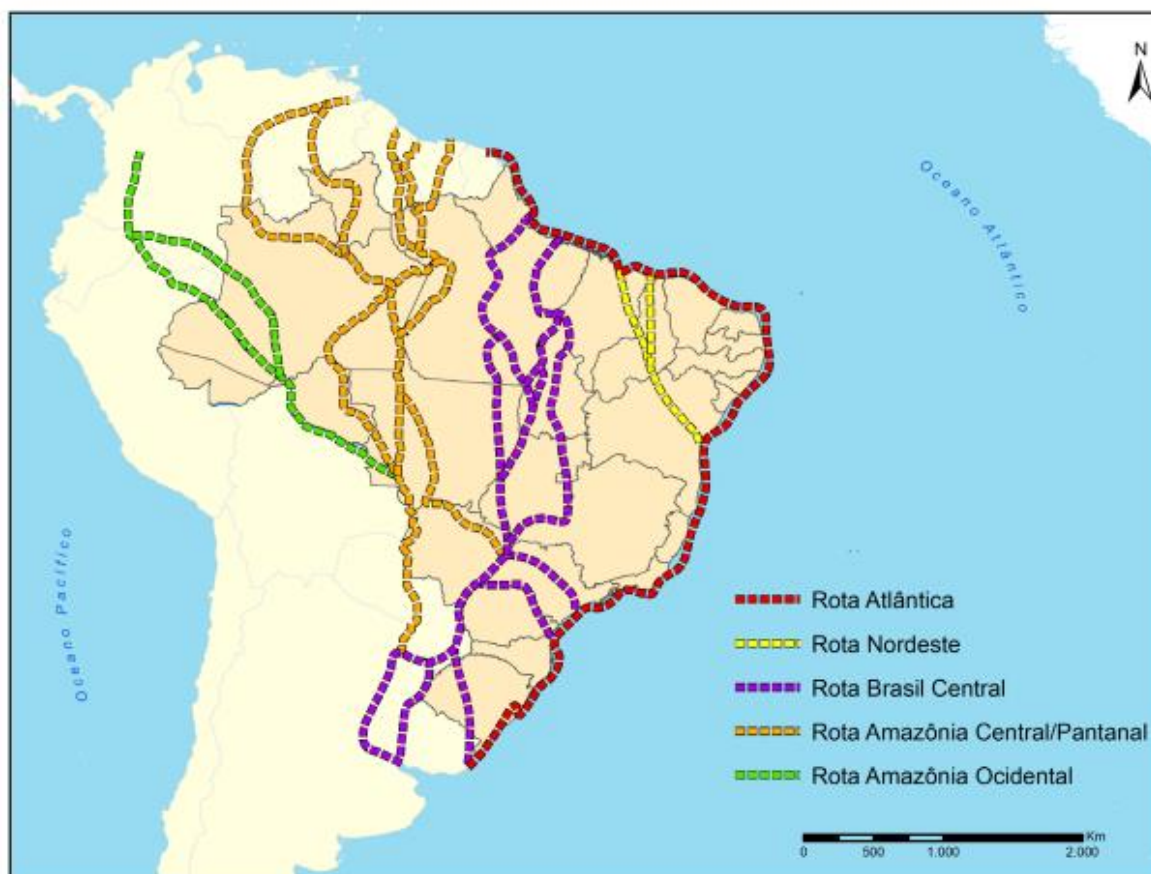 N
Oceano Atlântico
Oceano Pacífico
Rota Atlântica
Rota Nordeste
Rota Brasil Central
Rota Amazônia Central/Pantanal
Rota Amazônia Ocidental
Km
0 500 1.000 2.000